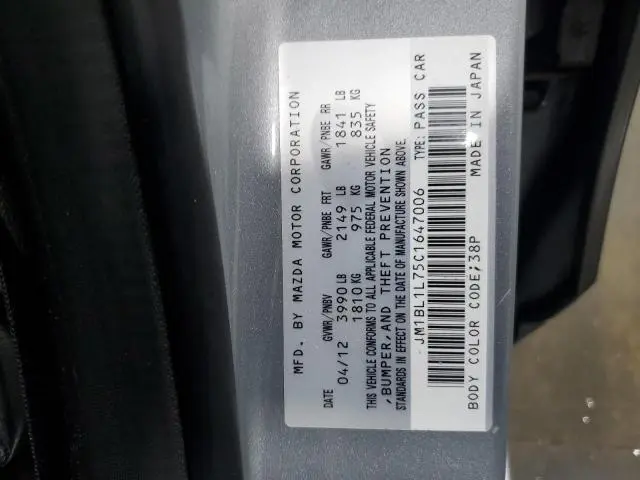 MFD. BY MAZDA MOTOR CORPORATION
DATE GVWR/PNBV GAWR/PNBE FRT GAWR/PNBE RR
04/12 3990 LB 2149 LB 1841 LB
1810 KG 975 KG 835 KG
THIS VEHICLE CONFORMS TO ALL APPLICABLE FEDERAL MOTOR VEHICLE SAFETY
,BUMPER,AND THEFT PREVENTION
STANDARDS IN EFFECT ON THE DATE OF MANUFACTURE SHOWN ABOVE.
JM1BL1L75C1647006 TYPE: PASS CAR
BODY COLOR CODE;38P MADE IN JAPAN